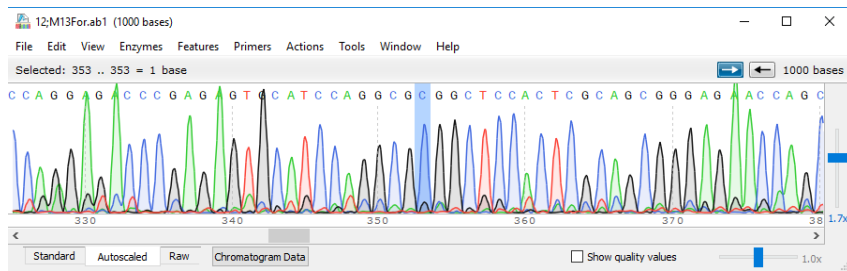 12;M13For.ab1 (1000 bases)
File Edit View Enzymes Features Primers Actions Tools Window Help
Selected: 353 .. 353 = 1 base 1000 bases
C C A G G A G A C C C G A G A G T G C A T C C A G G C G C G G C T C C A C T C G C A G C G G G A G A A C C A G C
330 340 350 360 370 38
1.7x
Standard Autoscaled Raw Chromatogram Data Show quality values 1.0x